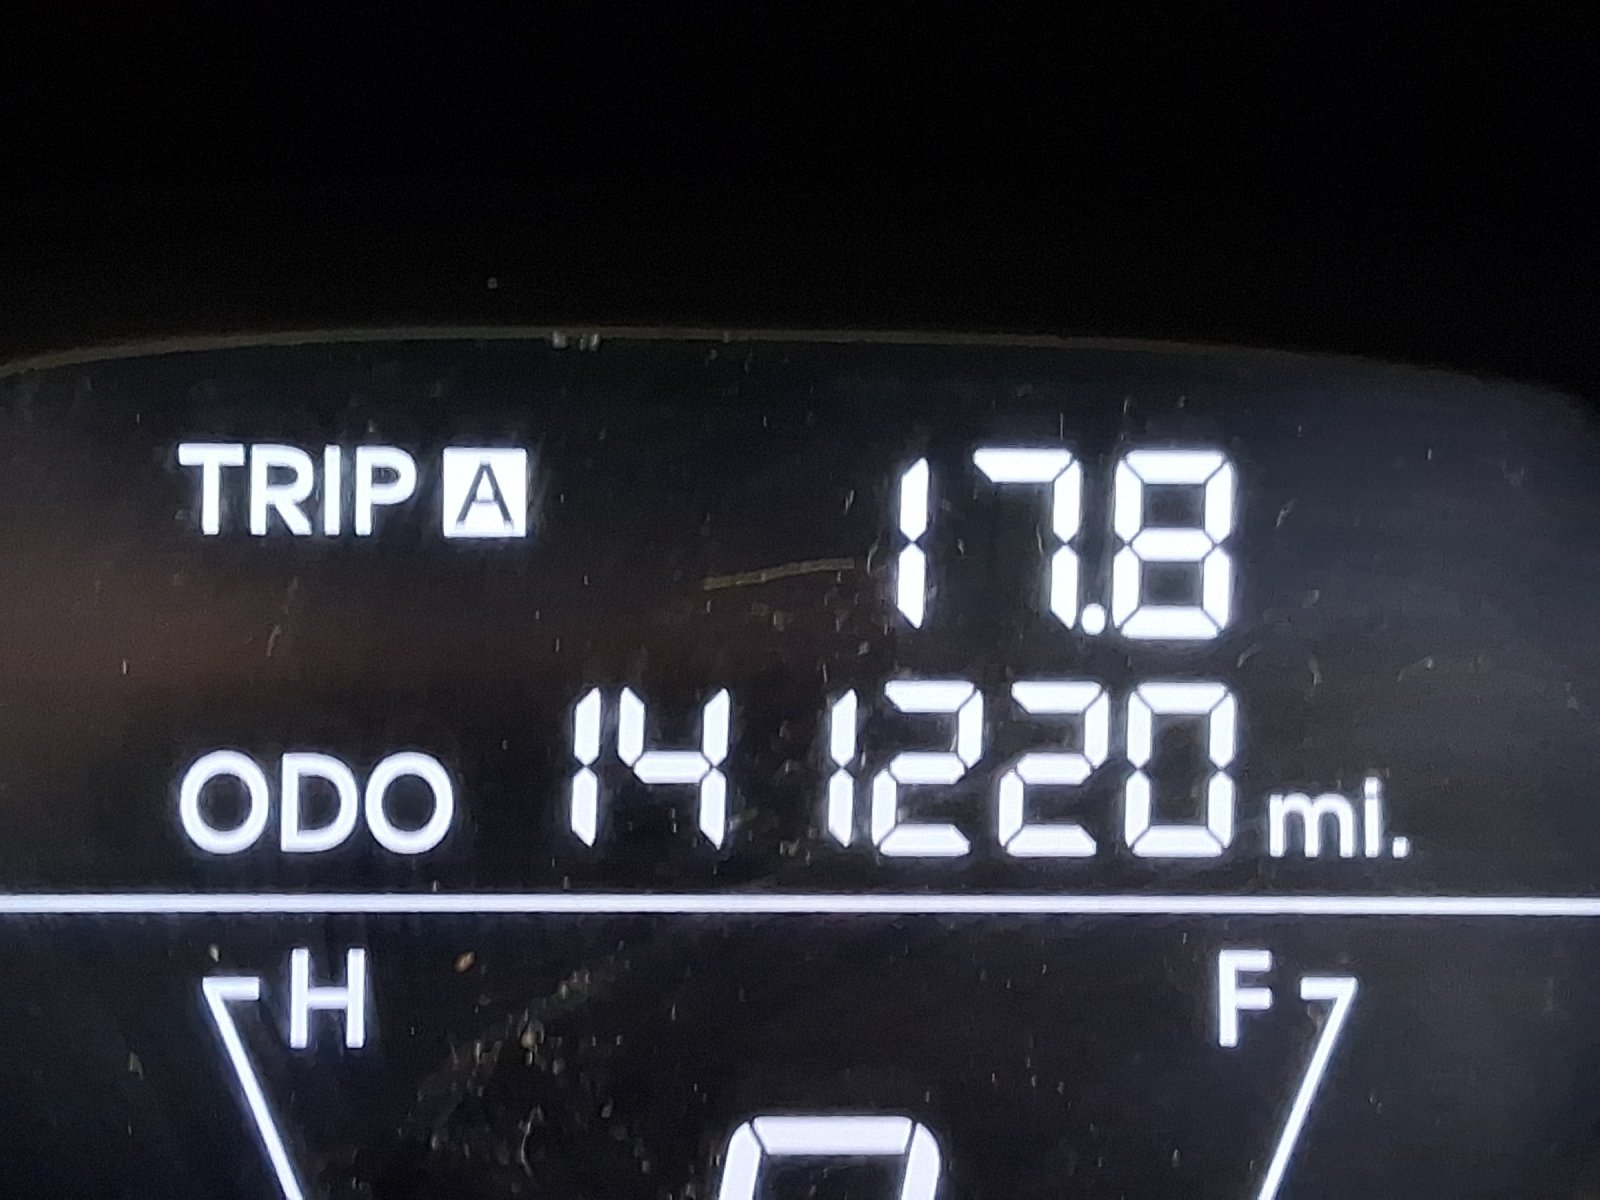 TRIP A 17.8
ODO 141220 mi.
H F